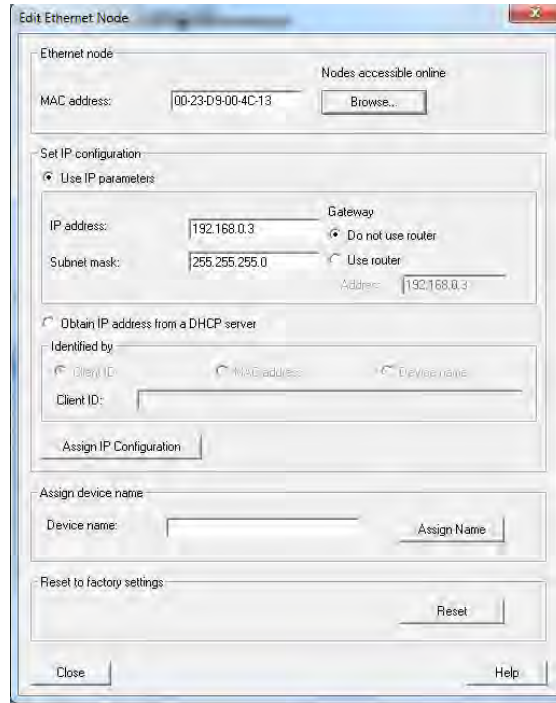 Edit Ethernet Node
Ethernet node
Nodes accessible online
MAC address:
00-23-D9-00-4C-13
Browse..
Set IP configuration
Use IP parameters
Gateway
IP address:
192.168.0.3
Do not use router
Subnet mask:
255.255.255.0
Use router
Address:
192.168.0.3
Obtain IP address from a DHCP server
Identified by
Client ID
MAC address
Device name
Client ID:
Assign IP Configuration
Assign device name
Device name:
Assign Name
Reset to factory settings
Reset
Close
Help